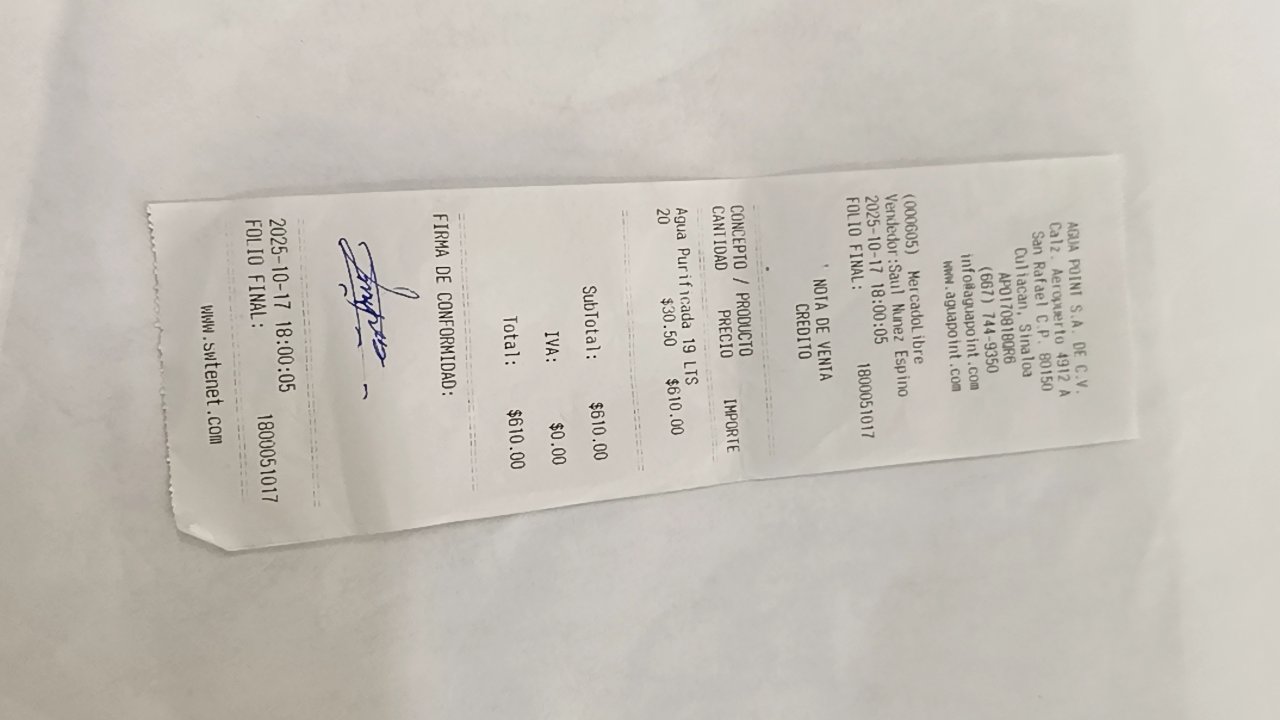 AGUA POINT S.A. DE C.V.
Calz. Aeropuerto 4912 A
San Rafael C.P. 80150
Culiacan, Sinaloa
APO170818QR6
(667) 744-9350
info@aguapoint.com
www.aguapoint.com
(000605) MercadoLibre
Vendedor:Saul Nunez Espino
2025-10-17 18:00:05
FOLIO FINAL: 1800051017
NOTA DE VENTA
CREDITO
CONCEPTO / PRODUCTO
CANTIDAD PRECIO IMPORTE
Agua Purificada 19 LTS
20 $30.50 $610.00
SubTotal: $610.00
IVA: $0.00
Total: $610.00
FIRMA DE CONFORMIDAD:
2025-10-17 18:00:05
FOLIO FINAL: 1800051017
www.swtenet.com